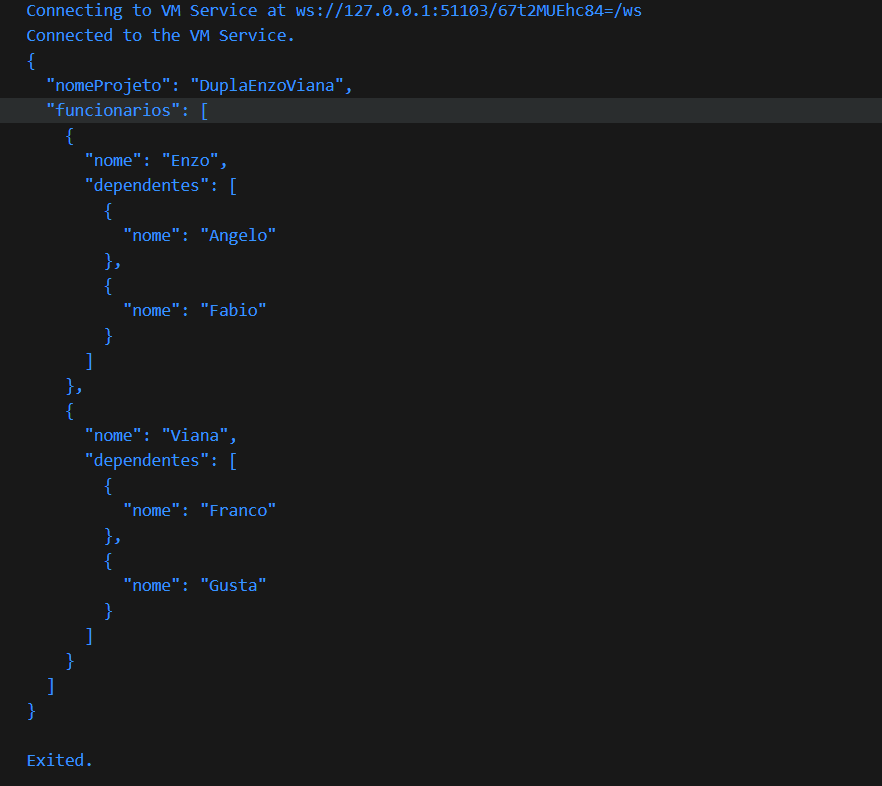 Connecting to VM Service at ws://127.0.0.1:51103/67t2MUEhc84=/ws
Connected to the VM Service.
{
  "nomeProjeto": "DuplaEnzoViana",
  "funcionarios": [
    {
      "nome": "Enzo",
      "dependentes": [
        {
          "nome": "Angelo"
        },
        {
          "nome": "Fabio"
        }
      ]
    },
    {
      "nome": "Viana",
      "dependentes": [
        {
          "nome": "Franco"
        },
        {
          "nome": "Gusta"
        }
      ]
    }
  ]
}

Exited.